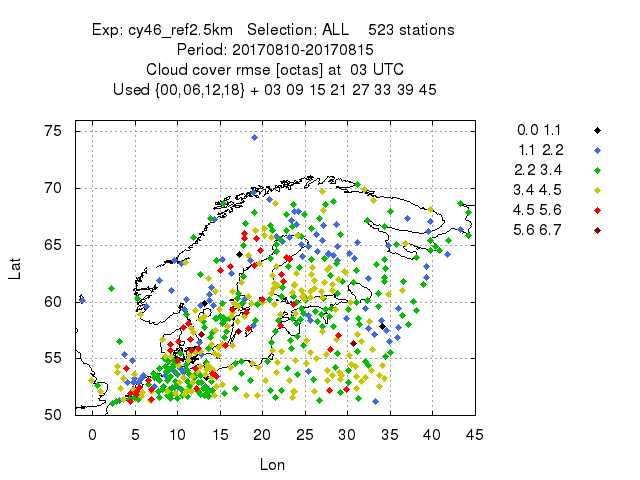 Exp: cy46_ref2.5km Selection: ALL 523 stations
Period: 20170810-20170815
Cloud cover rmse [octas] at 03 UTC
Used {00,06,12,18} + 03 09 15 21 27 33 39 45
0.0 1.1
1.1 2.2
2.2 3.4
3.4 4.5
4.5 5.6
5.6 6.7
75
70
65
60
55
50
Lat
0 5 10 15 20 25 30 35 40 45
Lon